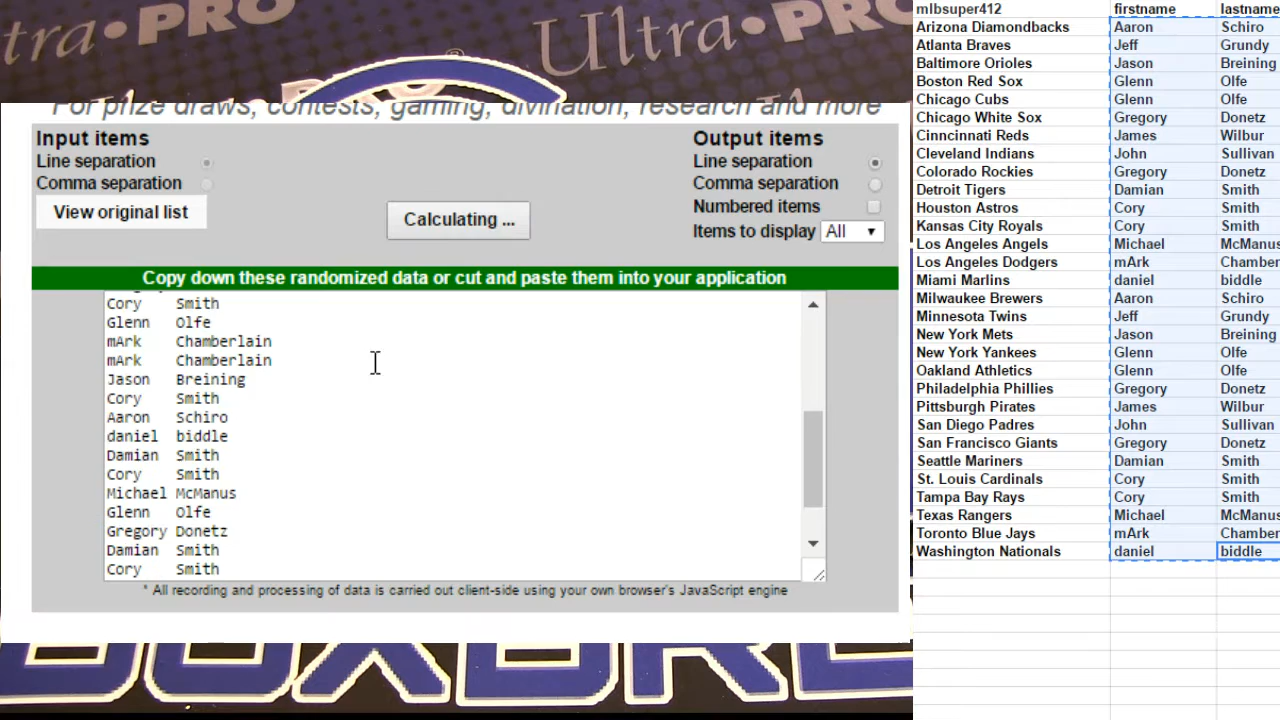 tra•PRO
Ultra•PRO
®
For prize draws, contests, gaming, divination, research and more
Input items
Line separation
Comma separation
View original list
Calculating ...
Output items
Line separation
Comma separation
Numbered items
Items to display All
Copy down these randomized data or cut and paste them into your application
Cory Smith
Glenn Olfe
mArk Chamberlain
mArk Chamberlain
Jason Breining
Cory Smith
Aaron Schiro
daniel biddle
Damian Smith
Cory Smith
Michael McManus
Glenn Olfe
Gregory Donetz
Damian Smith
Cory Smith
* All recording and processing of data is carried out client-side using your own browser's JavaScript engine
mlbsuper412 firstname lastname
Arizona Diamondbacks Aaron Schiro
Atlanta Braves Jeff Grundy
Baltimore Orioles Jason Breining
Boston Red Sox Glenn Olfe
Chicago Cubs Glenn Olfe
Chicago White Sox Gregory Donetz
Cinncinnati Reds James Wilbur
Cleveland Indians John Sullivan
Colorado Rockies Gregory Donetz
Detroit Tigers Damian Smith
Houston Astros Cory Smith
Kansas City Royals Cory Smith
Los Angeles Angels Michael McManus
Los Angeles Dodgers mArk Chamber
Miami Marlins daniel biddle
Milwaukee Brewers Aaron Schiro
Minnesota Twins Jeff Grundy
New York Mets Jason Breining
New York Yankees Glenn Olfe
Oakland Athletics Glenn Olfe
Philadelphia Phillies Gregory Donetz
Pittsburgh Pirates James Wilbur
San Diego Padres John Sullivan
San Francisco Giants Gregory Donetz
Seattle Mariners Damian Smith
St. Louis Cardinals Cory Smith
Tampa Bay Rays Cory Smith
Texas Rangers Michael McManus
Toronto Blue Jays mArk Chamber
Washington Nationals daniel biddle